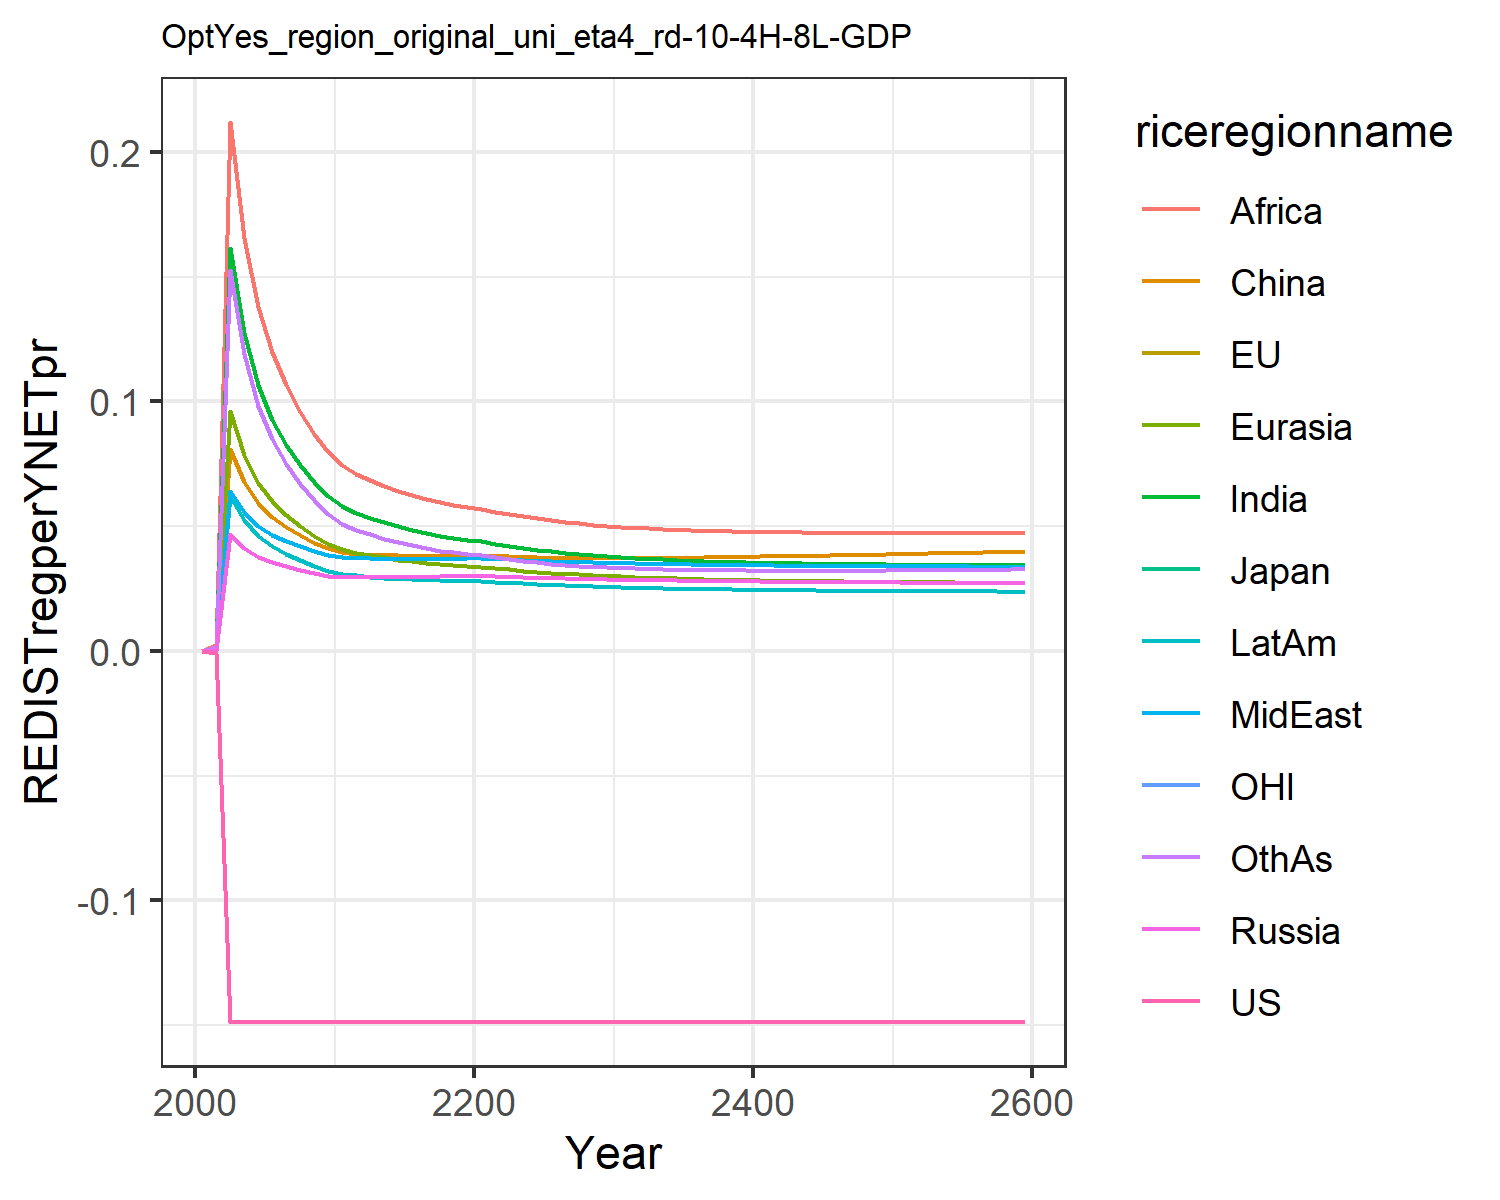 OptYes_region_original_uni_eta4_rd-10-4H-8L-GDP
REDISTregperYNETpr
0.2
0.1
0.0
-0.1
2000
2200
2400
2600
Year
riceregionname
Africa
China
EU
Eurasia
India
Japan
LatAm
MidEast
OHI
OthAs
Russia
US